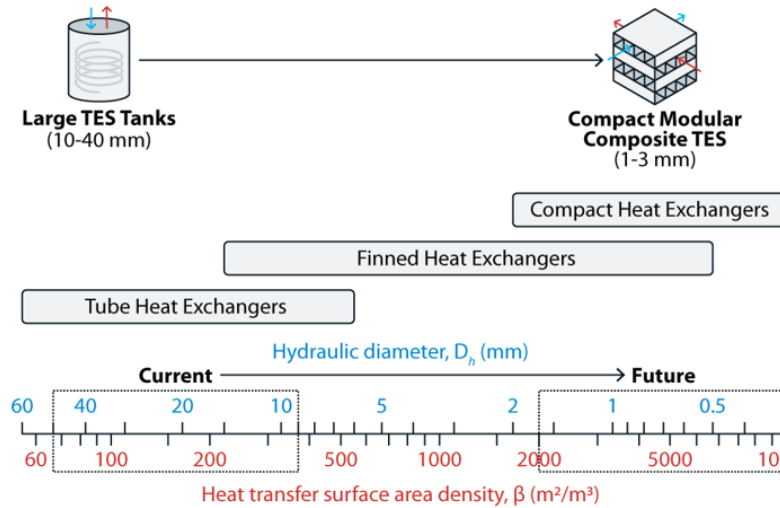 Large TES Tanks
(10-40 mm)
Compact Modular
Composite TES
(1-3 mm)
Compact Heat Exchangers
Finned Heat Exchangers
Tube Heat Exchangers
Hydraulic diameter, Dₕ (mm)
Current
Future
60 40 20 10 5 2 1 0.5
60 100 200 500 1000 2000 5000 10
Heat transfer surface area density, β (m²/m³)